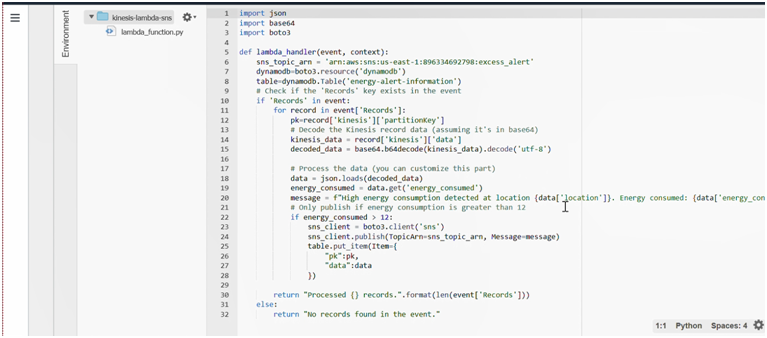 Environment
kinesis-lambda-sns
lambda_function.py
1 import json
2 import base64
3 import boto3
4
5 def lambda_handler(event, context):
6 sns_topic_arn = 'arn:aws:sns:us-east-1:896334692798:excess_alert'
7 dynamodb=boto3.resource('dynamodb')
8 table=dynamodb.Table('energy-alert-information')
9 # Check if the 'Records' key exists in the event
10 if 'Records' in event:
11 for record in event['Records']:
12 pk=record['kinesis']['partitionKey']
13 # Decode the Kinesis record data (assuming it's in base64)
14 kinesis_data = record['kinesis']['data']
15 decoded_data = base64.b64decode(kinesis_data).decode('utf-8')
16
17 # Process the data (you can customize this part)
18 data = json.loads(decoded_data)
19 energy_consumed = data.get('energy_consumed')
20 message = f"High energy consumption detected at location {data['location']}. Energy consumed: {data['energy_con
21 # Only publish if energy consumption is greater than 12
22 if energy_consumed > 12:
23 sns_client = boto3.client('sns')
24 sns_client.publish(TopicArn=sns_topic_arn, Message=message)
25 table.put_item(Item={
26 "pk":pk,
27 "data":data
28 })
29
30 return "Processed {} records.".format(len(event['Records']))
31 else:
32 return "No records found in the event."
1:1 Python Spaces: 4